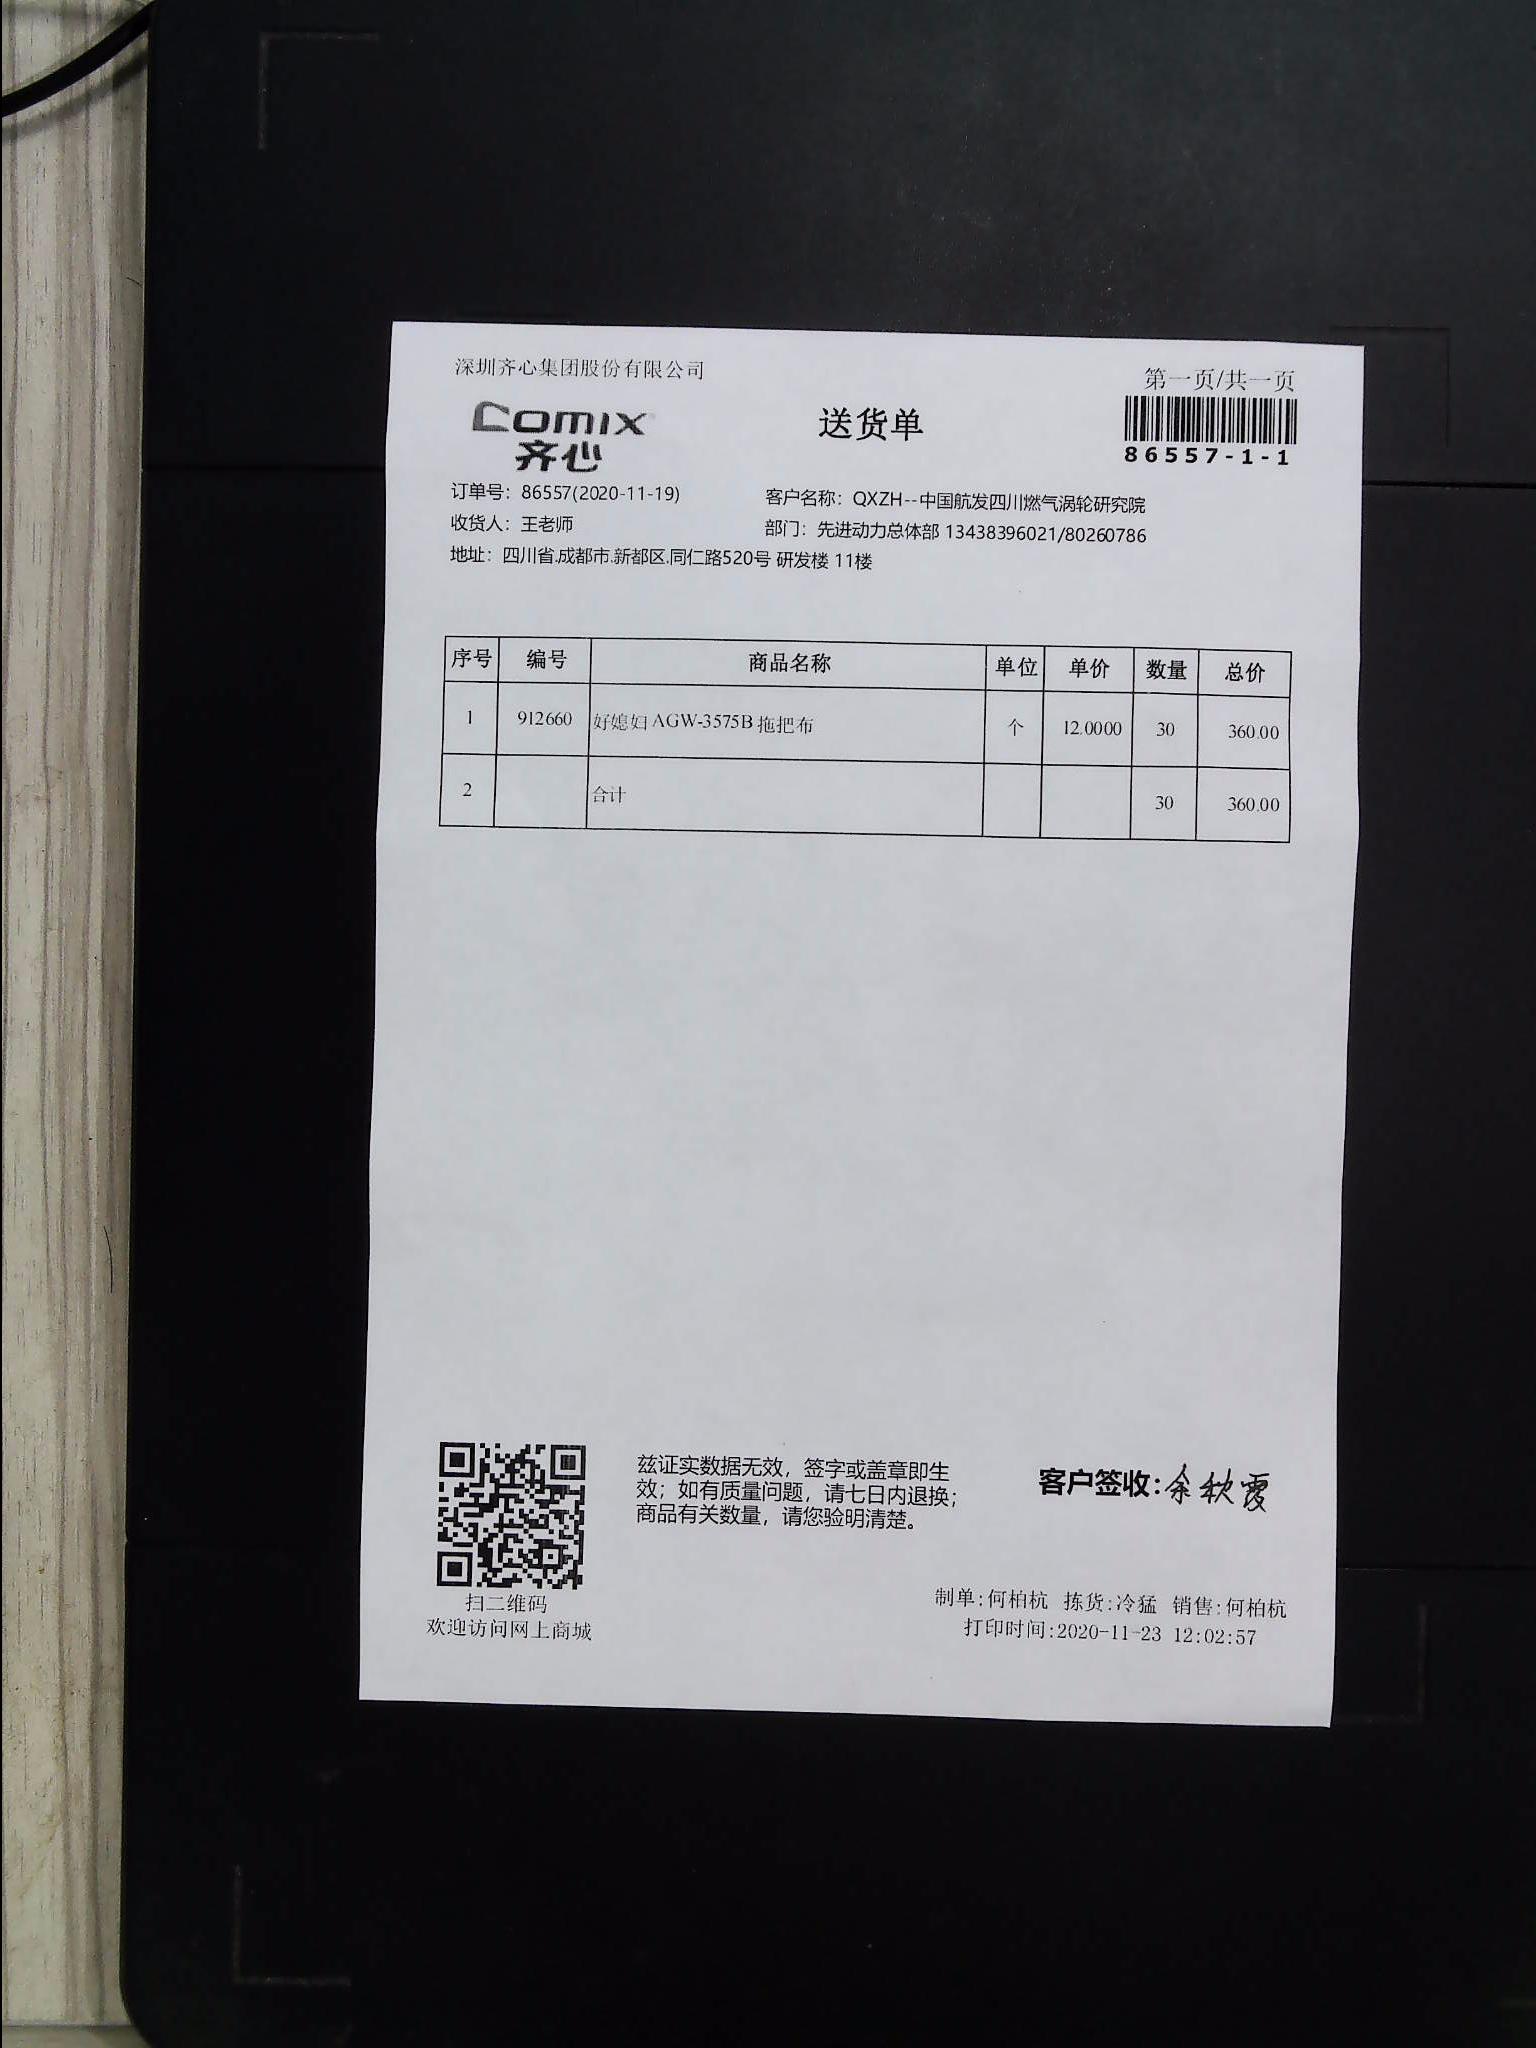 深圳齐心集团股份有限公司
第一页/共一页
COMIX
齐心
送货单
86557-1-1
订单号：86557(2020-11-19)
客户名称：QXZH--中国航发四川燃气涡轮研究院
收货人：王老师
部门：先进动力总体部 13438396021/80260786
地址：四川省.成都市.新都区.同仁路520号 研发楼 11楼
序号 编号 商品名称 单位 单价 数量 总价
1 912660 好媳妇 AGW-3575B 拖把布 个 12.0000 30 360.00
2 合计 30 360.00
兹证实数据无效，签字或盖章即生
效；如有质量问题，请七日内退换；
商品有关数量，请您验明清楚。
客户签收：余秋霞
扫二维码
欢迎访问网上商城
制单:何柏杭 拣货:冷猛 销售:何柏杭
打印时间:2020-11-23 12:02:57